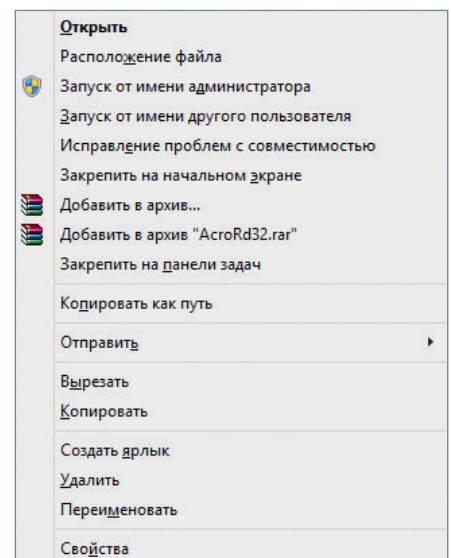 Открыть
Расположение файла
Запуск от имени администратора
Запуск от имени другого пользователя
Исправление проблем с совместимостью
Закрепить на начальном экране
Добавить в архив...
Добавить в архив "AcroRd32.rar"
Закрепить на панели задач
Копировать как путь
Отправить
Вырезать
Копировать
Создать ярлык
Удалить
Переименовать
Свойства